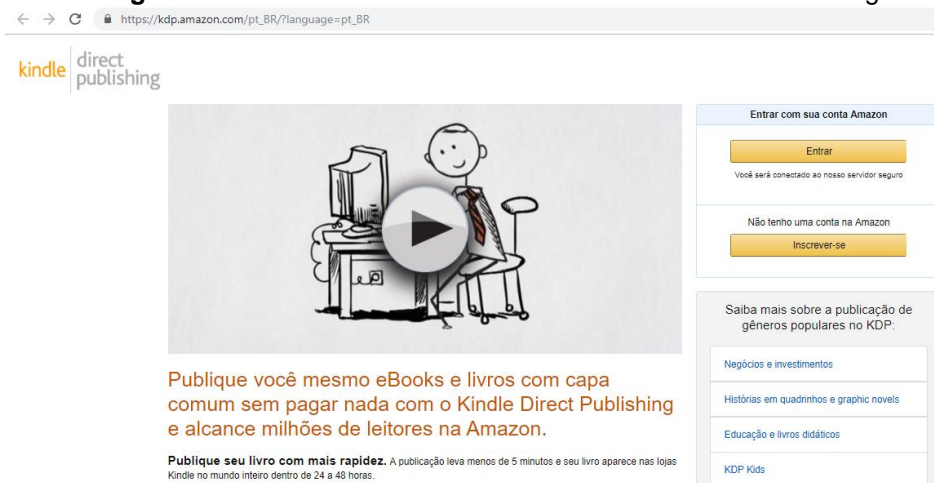 https://kdp.amazon.com/pt_BR/?language=pt_BR
kindle direct publishing
Entrar com sua conta Amazon
Entrar
Você será conectado ao nosso servidor seguro
Não tenho uma conta na Amazon
Inscrever-se
Saiba mais sobre a publicação de
gêneros populares no KDP:
Negócios e investimentos
Histórias em quadrinhos e graphic novels
Educação e livros didáticos
KDP Kids
Publique você mesmo eBooks e livros com capa
comum sem pagar nada com o Kindle Direct Publishing
e alcance milhões de leitores na Amazon.
Publique seu livro com mais rapidez. A publicação leva menos de 5 minutos e seu livro aparece nas lojas
Kindle no mundo inteiro dentro de 24 a 48 horas.